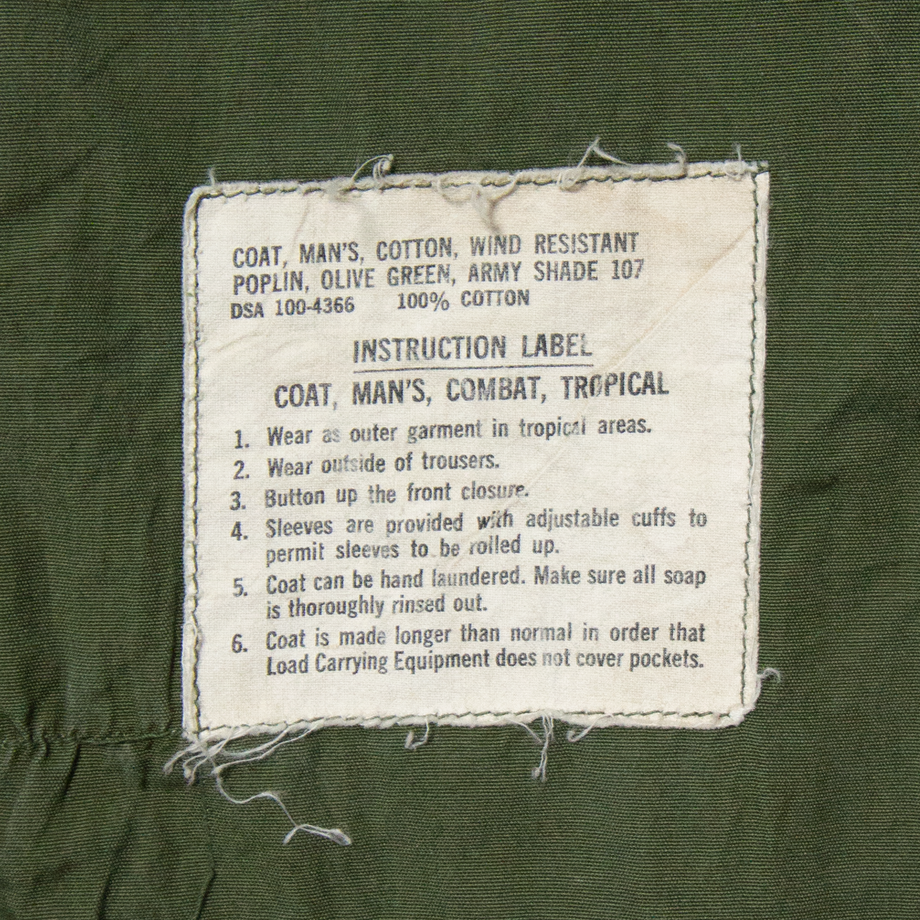 COAT, MAN'S, COTTON, WIND RESISTANT
POPLIN, OLIVE GREEN, ARMY SHADE 107
DSA 100-4366 100% COTTON
INSTRUCTION LABEL
COAT, MAN'S, COMBAT, TROPICAL
1. Wear as outer garment in tropical areas.
2. Wear outside of trousers.
3. Button up the front closure.
4. Sleeves are provided with adjustable cuffs to
permit sleeves to be rolled up.
5. Coat can be hand laundered. Make sure all soap
is thoroughly rinsed out.
6. Coat is made longer than normal in order that
Load Carrying Equipment does not cover pockets.